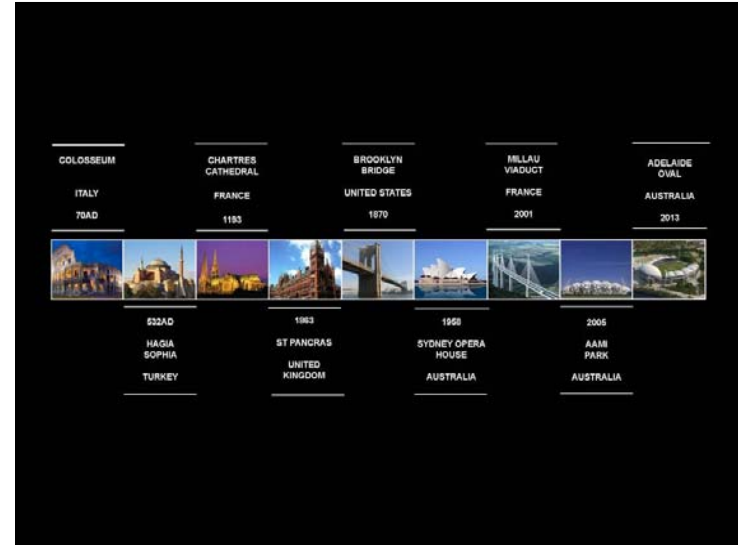 COLOSSEUM
ITALY
70AD
CHARTRES
CATHEDRAL
FRANCE
1193
BROOKLYN
BRIDGE
UNITED STATES
1870
MILLAU
VIADUCT
FRANCE
2001
ADELAIDE
OVAL
AUSTRALIA
2013
532AD
HAGIA
SOPHIA
TURKEY
1863
ST PANCRAS
UNITED
KINGDOM
1958
SYDNEY OPERA
HOUSE
AUSTRALIA
2005
AAMI
PARK
AUSTRALIA